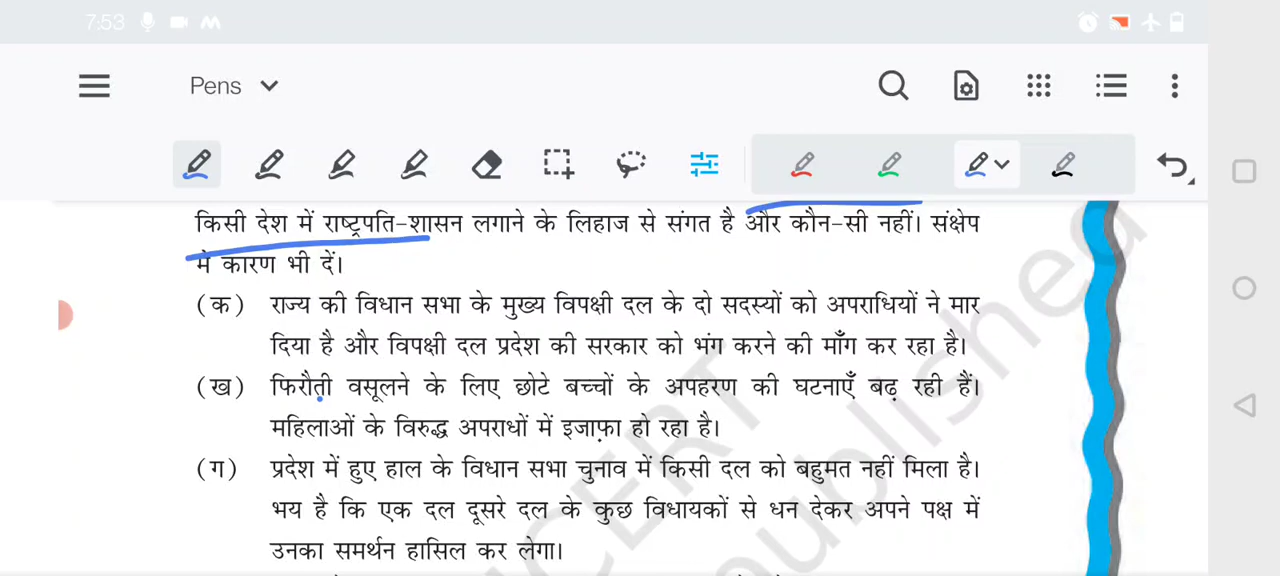 7:53
Pens
किसी देश में राष्ट्रपति-शासन लगाने के लिहाज से संगत है और कौन-सी नहीं। संक्षेप
में कारण भी दें।
(क) राज्य की विधान सभा के मुख्य विपक्षी दल के दो सदस्यों को अपराधियों ने मार
दिया है और विपक्षी दल प्रदेश की सरकार को भंग करने की माँग कर रहा है।
(ख) फिरौती वसूलने के लिए छोटे बच्चों के अपहरण की घटनाएँ बढ़ रही हैं।
महिलाओं के विरुद्ध अपराधों में इजाफ़ा हो रहा है।
(ग) प्रदेश में हुए हाल के विधान सभा चुनाव में किसी दल को बहुमत नहीं मिला है।
भय है कि एक दल दूसरे दल के कुछ विधायकों से धन देकर अपने पक्ष में
उनका समर्थन हासिल कर लेगा।